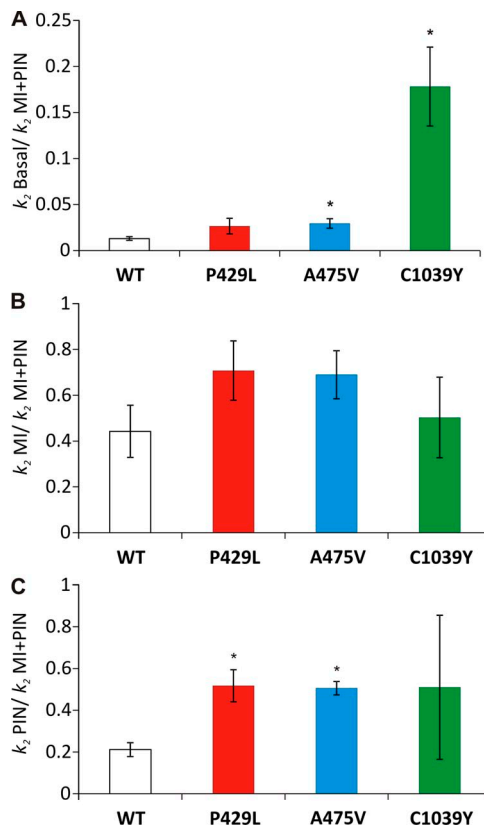 A
k₂ Basal/ k₂ MI+PIN
0.25
0.2
0.15
0.1
0.05
0
*
*
WT P429L A475V C1039Y
B
k₂ MI/ k₂ MI+PIN
1
0.8
0.6
0.4
0.2
0
WT P429L A475V C1039Y
C
k₂ PIN/ k₂ MI+PIN
1
0.8
0.6
0.4
0.2
0
* *
WT P429L A475V C1039Y